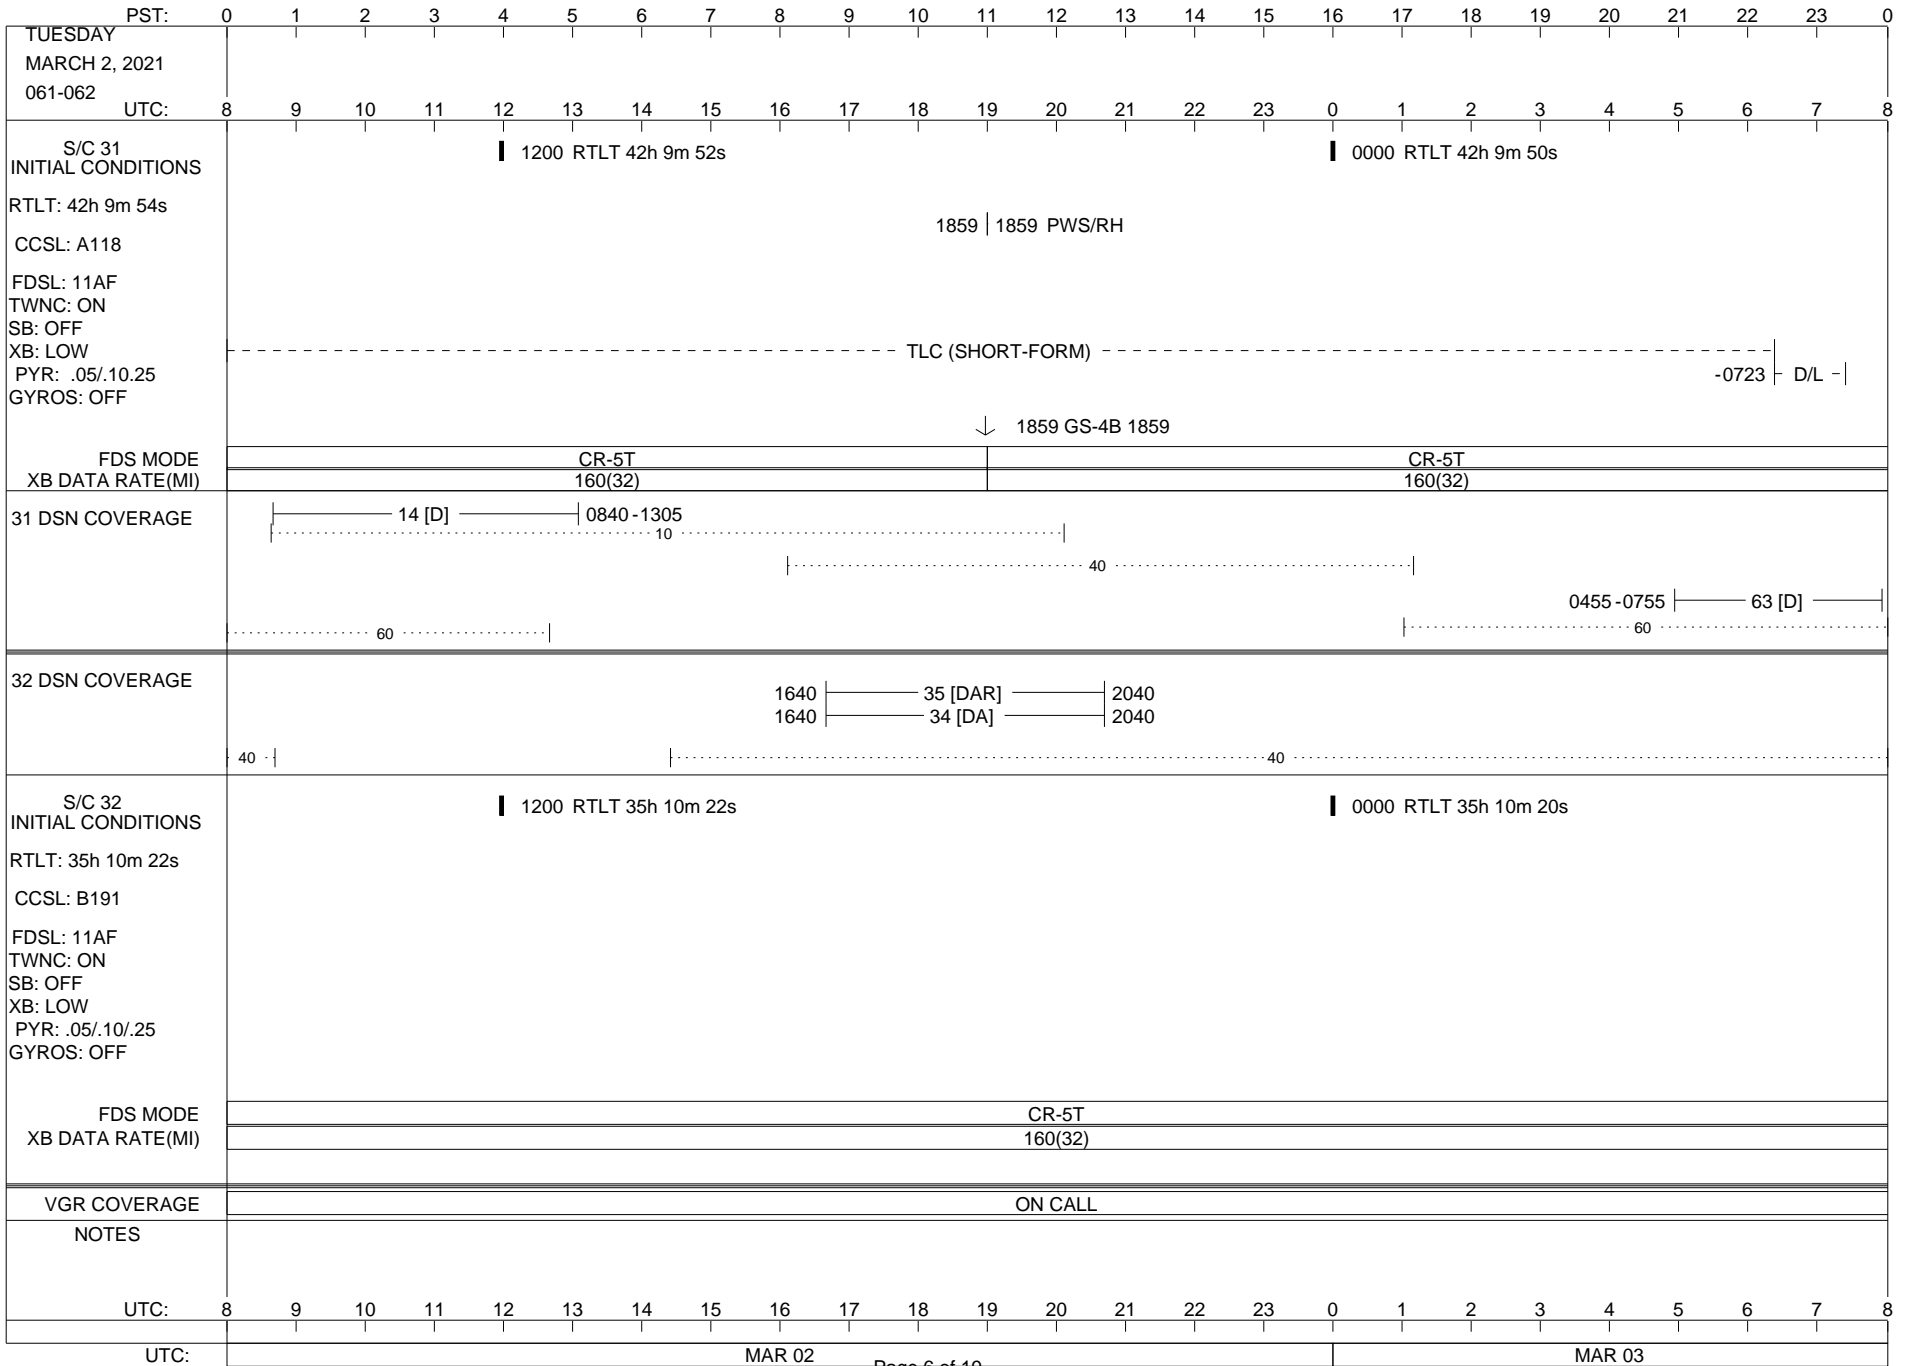 PST: 0 1 2 3 4 5 6 7 8 9 10 11 12 13 14 15 16 17 18 19 20 21 22 23 0
TUESDAY
MARCH 2, 2021
061-062
UTC: 8 9 10 11 12 13 14 15 16 17 18 19 20 21 22 23 0 1 2 3 4 5 6 7 8
S/C 31
INITIAL CONDITIONS
1200 RTLT 42h 9m 52s
0000 RTLT 42h 9m 50s
RTLT: 42h 9m 54s
1859 1859 PWS/RH
CCSL: A118
FDSL: 11AF
TWNC: ON
SB: OFF
XB: LOW
TLC (SHORT-FORM)
PYR: .05/.10.25
-0723 D/L
GYROS: OFF
1859 GS-4B 1859
FDS MODE CR-5T CR-5T
XB DATA RATE(MI) 160(32) 160(32)
31 DSN COVERAGE
14 [D] 0840-1305
10
40
0455-0755 63 [D]
60 60
32 DSN COVERAGE
1640 35 [DAR] 2040
1640 34 [DA] 2040
40 40
S/C 32
INITIAL CONDITIONS
1200 RTLT 35h 10m 22s
0000 RTLT 35h 10m 20s
RTLT: 35h 10m 22s
CCSL: B191
FDSL: 11AF
TWNC: ON
SB: OFF
XB: LOW
PYR: .05/.10/.25
GYROS: OFF
FDS MODE CR-5T
XB DATA RATE(MI) 160(32)
VGR COVERAGE ON CALL
NOTES
UTC: 8 9 10 11 12 13 14 15 16 17 18 19 20 21 22 23 0 1 2 3 4 5 6 7 8
UTC: MAR 02 MAR 03
Page 6 of 19